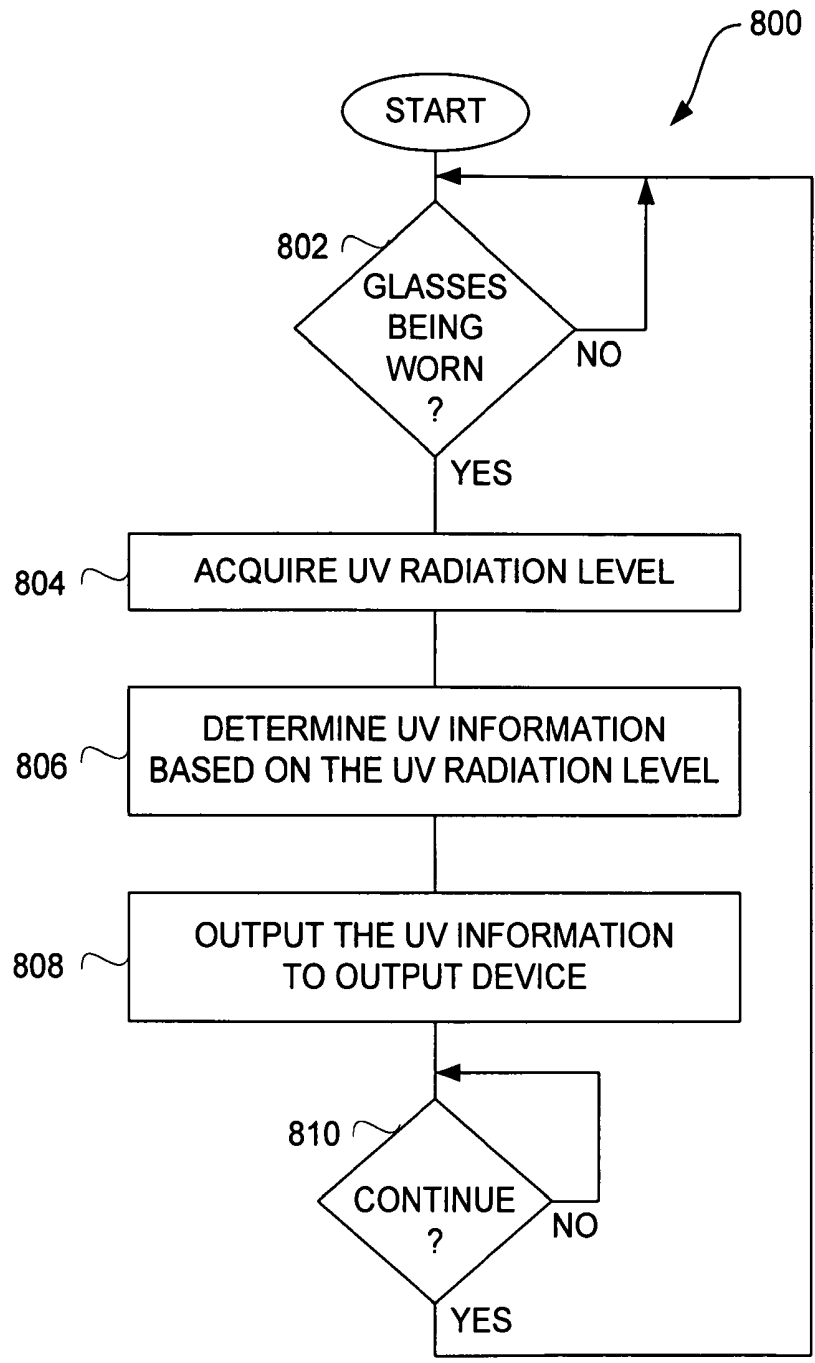 800
START
802
GLASSES
BEING
WORN
?
NO
YES
804
ACQUIRE UV RADIATION LEVEL
806
DETERMINE UV INFORMATION
BASED ON THE UV RADIATION LEVEL
808
OUTPUT THE UV INFORMATION
TO OUTPUT DEVICE
810
CONTINUE
?
NO
YES